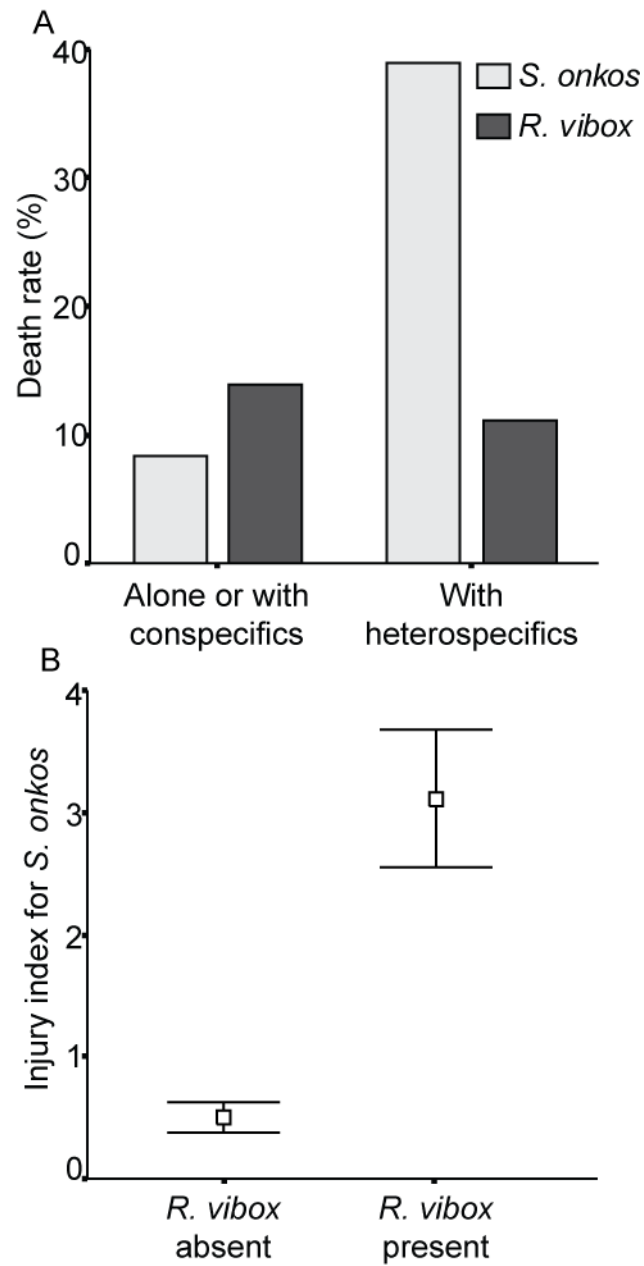 A
40
30
20
10
0
Death rate (%)
S. onkos
R. vibox
Alone or with
conspecifics
With
heterospecifics
B
4
3
2
1
0
Injury index for S. onkos
R. vibox
absent
R. vibox
present